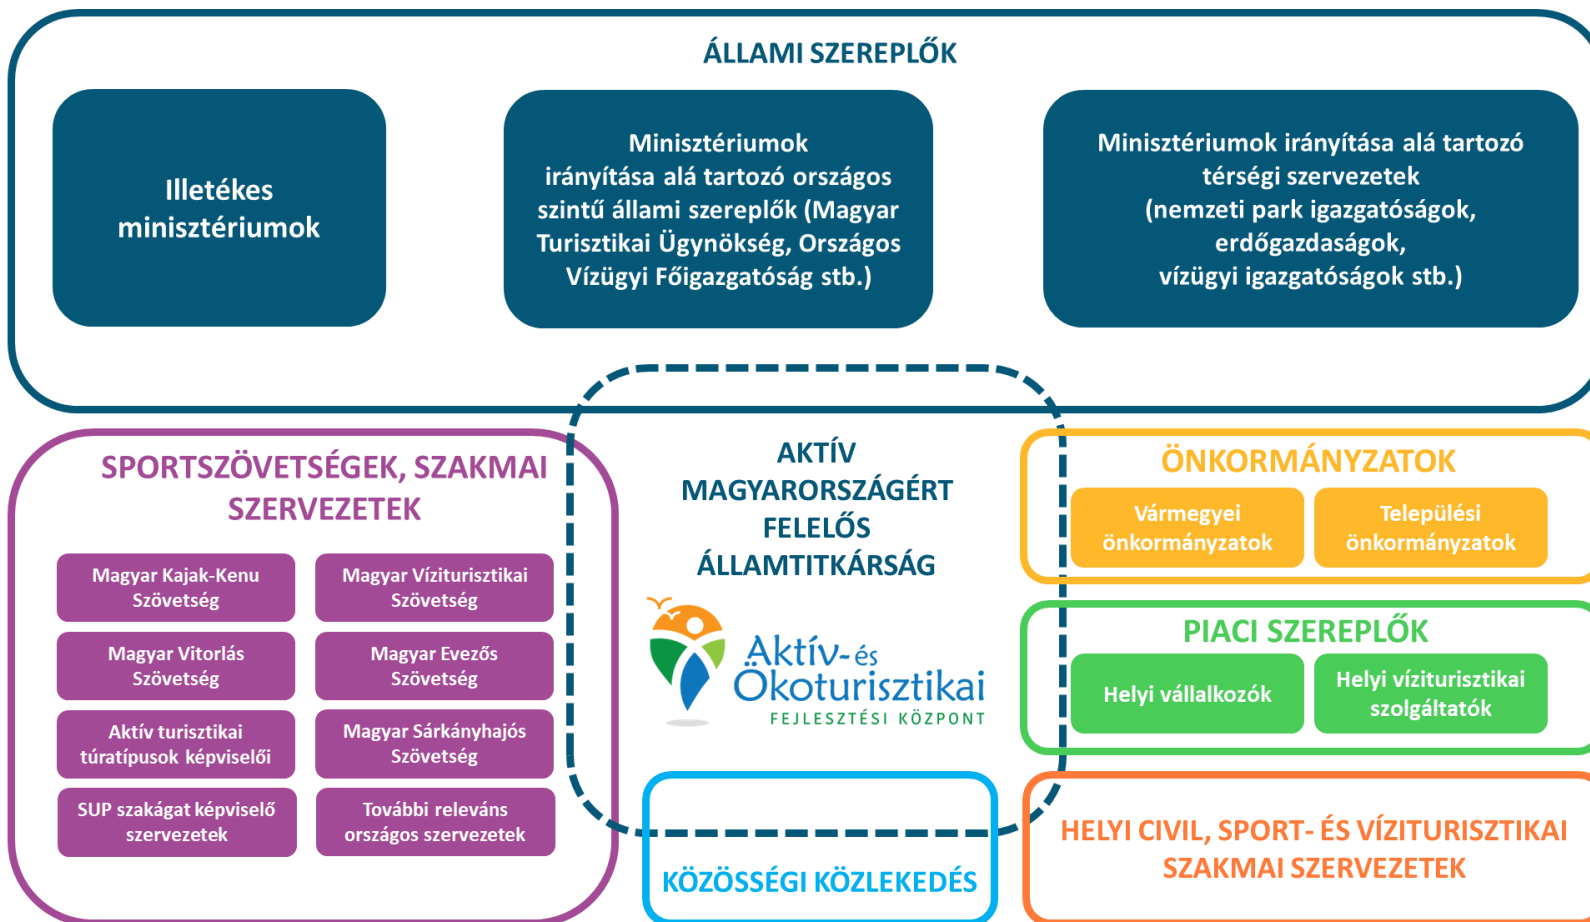 ÁLLAMI SZEREPLŐK
Illetékes
minisztériumok
Minisztériumok
irányítása alá tartozó országos
szintű állami szereplők (Magyar
Turisztikai Ügynökség, Országos
Vízügyi Főigazgatóság stb.)
Minisztériumok irányítása alá tartozó
térségi szervezetek
(nemzeti park igazgatóságok,
erdőgazdaságok,
vízügyi igazgatóságok stb.)
SPORTSZÖVETSÉGEK, SZAKMAI
SZERVEZETEK
Magyar Kajak-Kenu
Szövetség
Magyar Víziturisztikai
Szövetség
Magyar Vitorlás
Szövetség
Magyar Evezős
Szövetség
Aktív turisztikai
túratípusok képviselői
Magyar Sárkányhajós
Szövetség
SUP szakágat képviselő
szervezetek
További releváns
országos szervezetek
AKTÍV
MAGYARORSZÁGÉRT
FELELŐS
ÁLLAMTITKÁRSÁG
Aktív- és
Ökoturisztikai
FEJLESZTÉSI KÖZPONT
KÖZÖSSÉGI KÖZLEKEDÉS
ÖNKORMÁNYZATOK
Vármegyei
önkormányzatok
Települési
önkormányzatok
PIACI SZEREPLŐK
Helyi vállalkozók
Helyi víziturisztikai
szolgáltatók
HELYI CIVIL, SPORT- ÉS VÍZITURISZTIKAI
SZAKMAI SZERVEZETEK